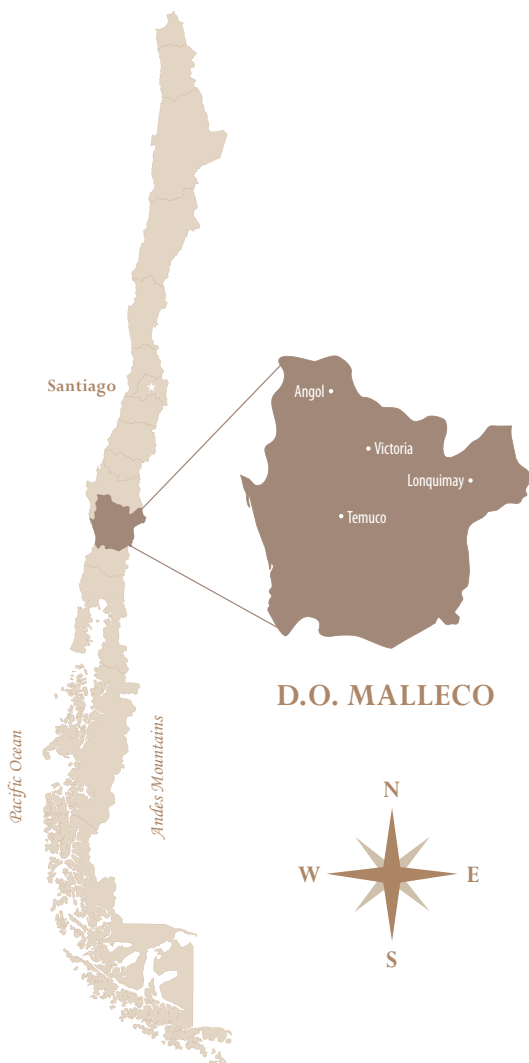 Santiago
Angol
Victoria
Lonquimay
Temuco
D.O. MALLECO
Pacific Ocean
Andes Mountains
N
W
E
S